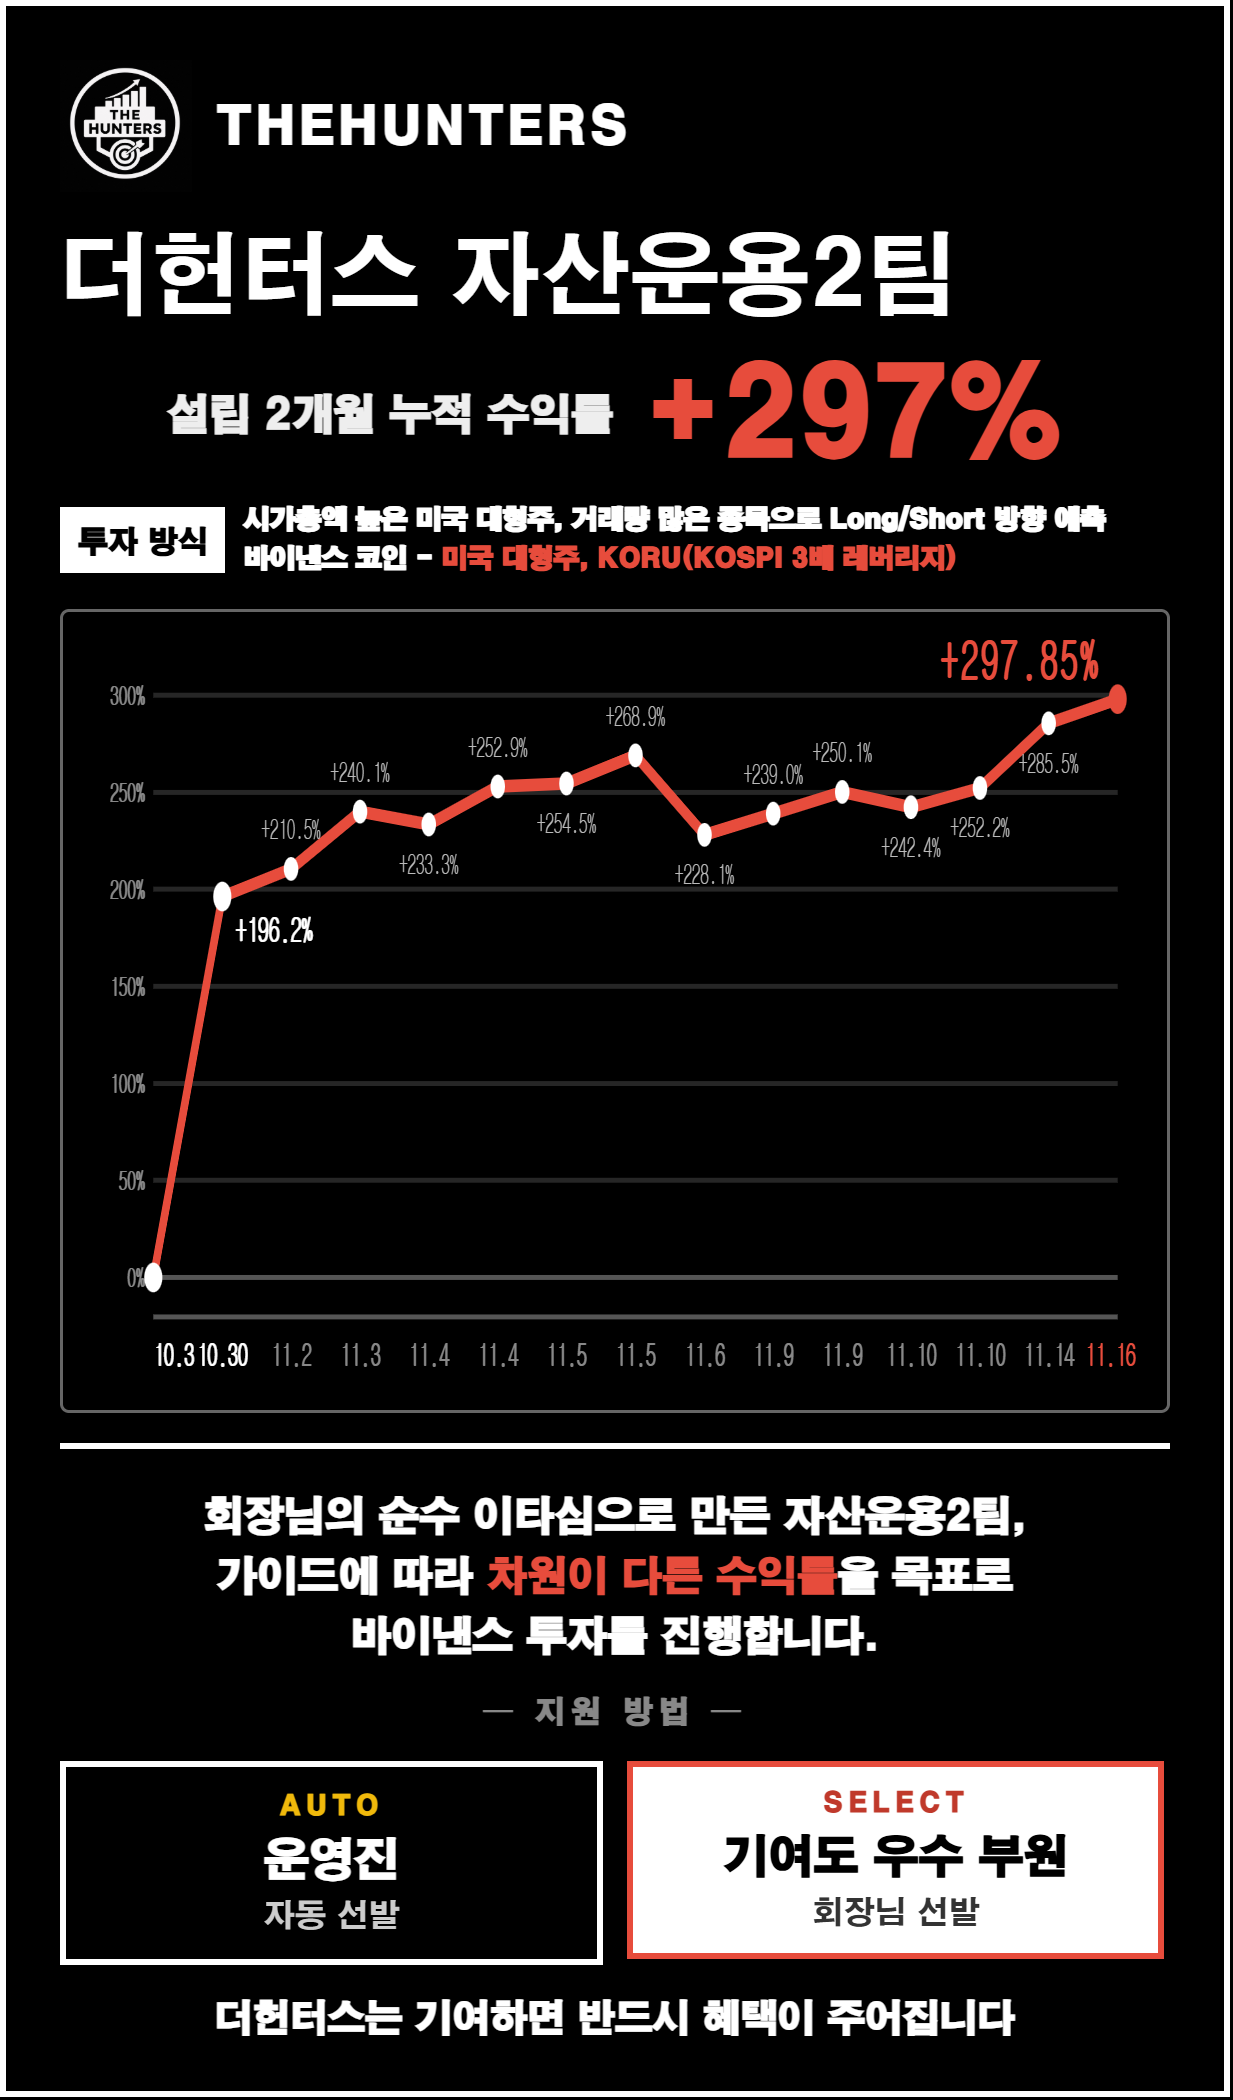 THE
HUNTERS
THEHUNTERS
더헌터스 자산운용2팀
설립 2개월 누적 수익률 +297%
투자 방식
시가총액 높은 미국 대형주, 거래량 많은 종목으로 Long/Short 방향 예측
바이낸스 코인 - 미국 대형주, KORU(KOSPI 3배 레버리지)
+297.85%
300%
+268.9%
+252.9%
+250.1%
+285.5%
+240.1%
+239.0%
250%
+210.5%
+254.5%
+252.2%
+242.4%
+233.3%
+228.1%
200%
+196.2%
150%
100%
50%
0%
10.3 10.30 11.2 11.3 11.4 11.4 11.5 11.5 11.6 11.9 11.9 11.10 11.10 11.14 11.16
회장님의 순수 이타심으로 만든 자산운용2팀,
가이드에 따라 차원이 다른 수익률을 목표로
바이낸스 투자를 진행합니다.
— 지원 방법 —
AUTO
운영진
자동 선발
SELECT
기여도 우수 부원
회장님 선발
더헌터스는 기여하면 반드시 혜택이 주어집니다